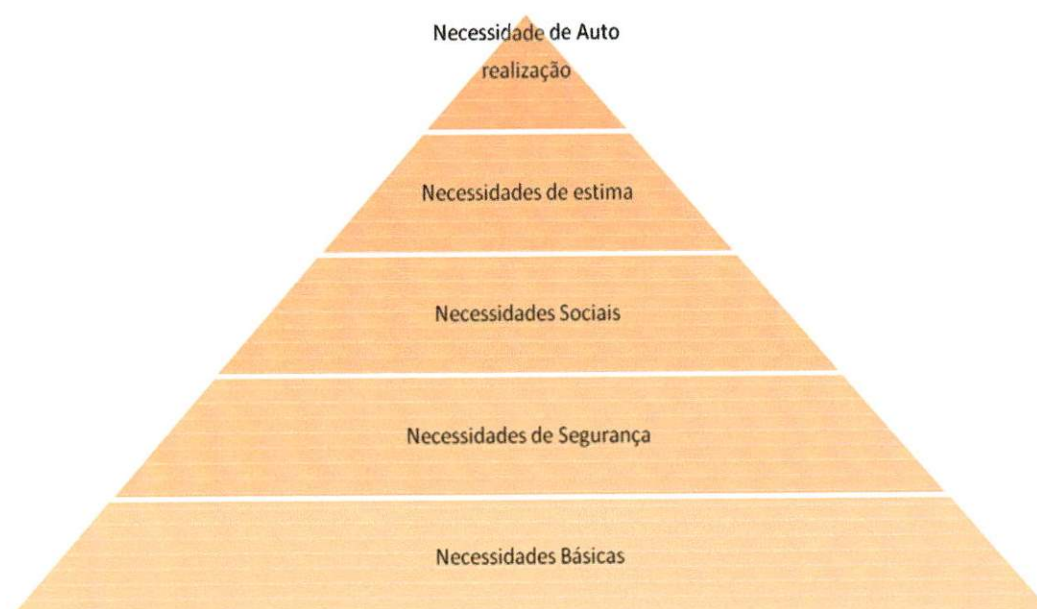 Necessidade de Auto
realização
Necessidades de estima
Necessidades Sociais
Necessidades de Segurança
Necessidades Básicas